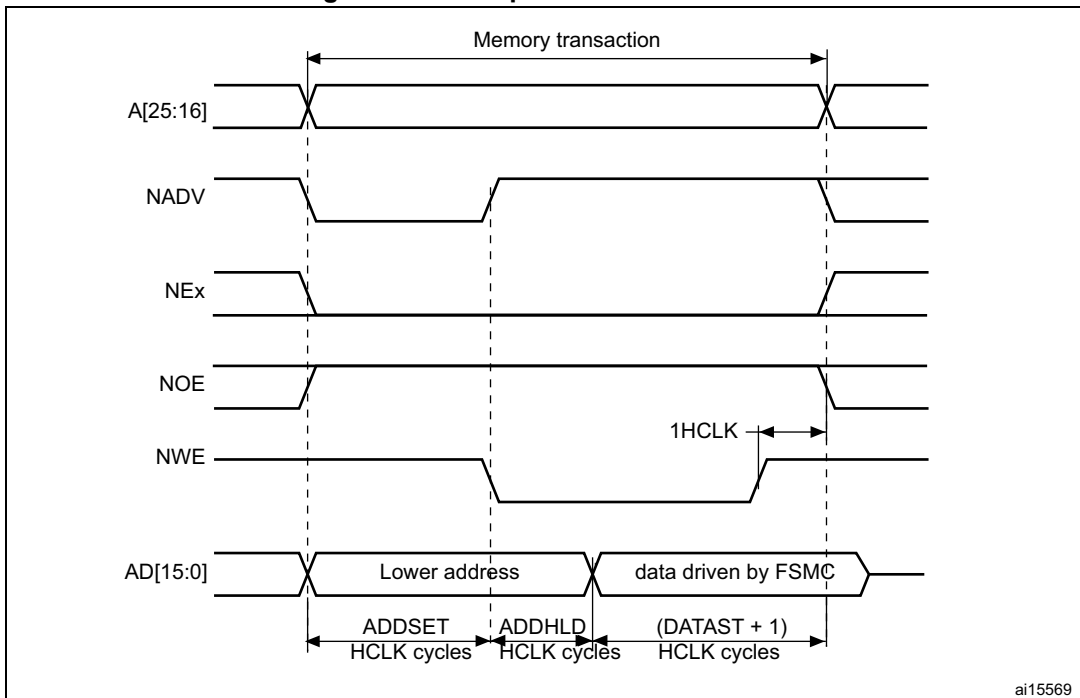 Memory transaction
A[25:16]
NADV
NEx
NOE
1HCLK
NWE
AD[15:0]
Lower address
data driven by FSMC
ADDSET
HCLK cycles
ADDHLD
HCLK cycles
(DATAST + 1)
HCLK cycles
ai15569